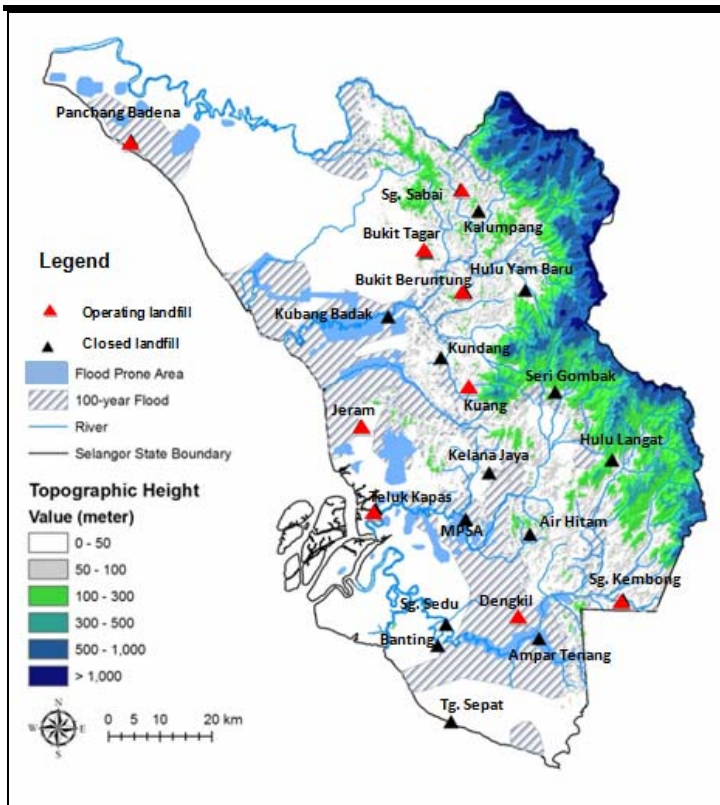 Panchang Badena
Sg. Sabai
Kalumpang
Bukit Tagar
Hulu Yam Baru
Bukit Beruntung
Kubang Badak
Kundang
Seri Gombak
Kuang
Jeram
Hulu Langat
Kelana Jaya
Teluk Kapas
MPSA
Air Hitam
Sg. Kembong
Dengkil
Sg. Sedu
Banting
Ampar Tenang
Tg. Sepat
Legend
Operating landfill
Closed landfill
Flood Prone Area
100-year Flood
River
Selangor State Boundary
Topographic Height
Value (meter)
0 - 50
50 - 100
100 - 300
300 - 500
500 - 1,000
> 1,000
N
W E
S
0 5 10 20 km